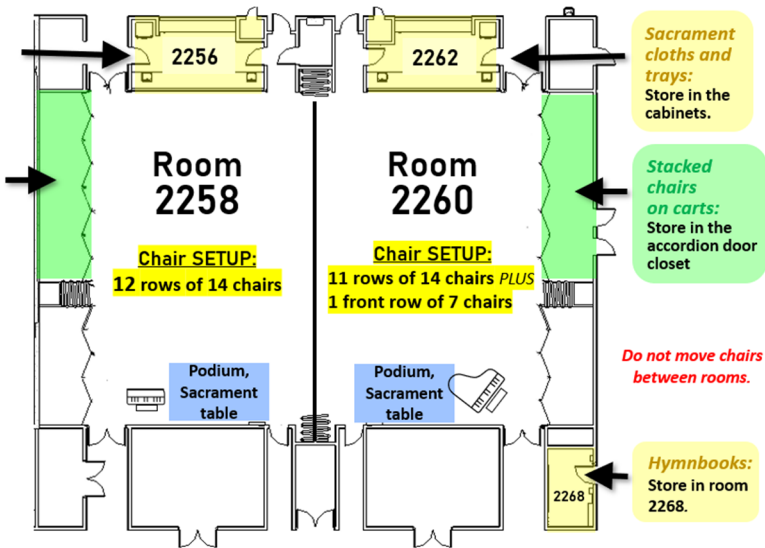 2256
2262
Sacrament
cloths and
trays:
Store in the
cabinets.
Room
2258
Room
2260
Stacked
chairs
on carts:
Store in the
accordion door
closet
Chair SETUP:
12 rows of 14 chairs
Chair SETUP:
11 rows of 14 chairs PLUS
1 front row of 7 chairs
Do not move chairs
between rooms.
Podium,
Sacrament
table
Podium,
Sacrament
table
Hymnbooks:
Store in room
2268.
2268